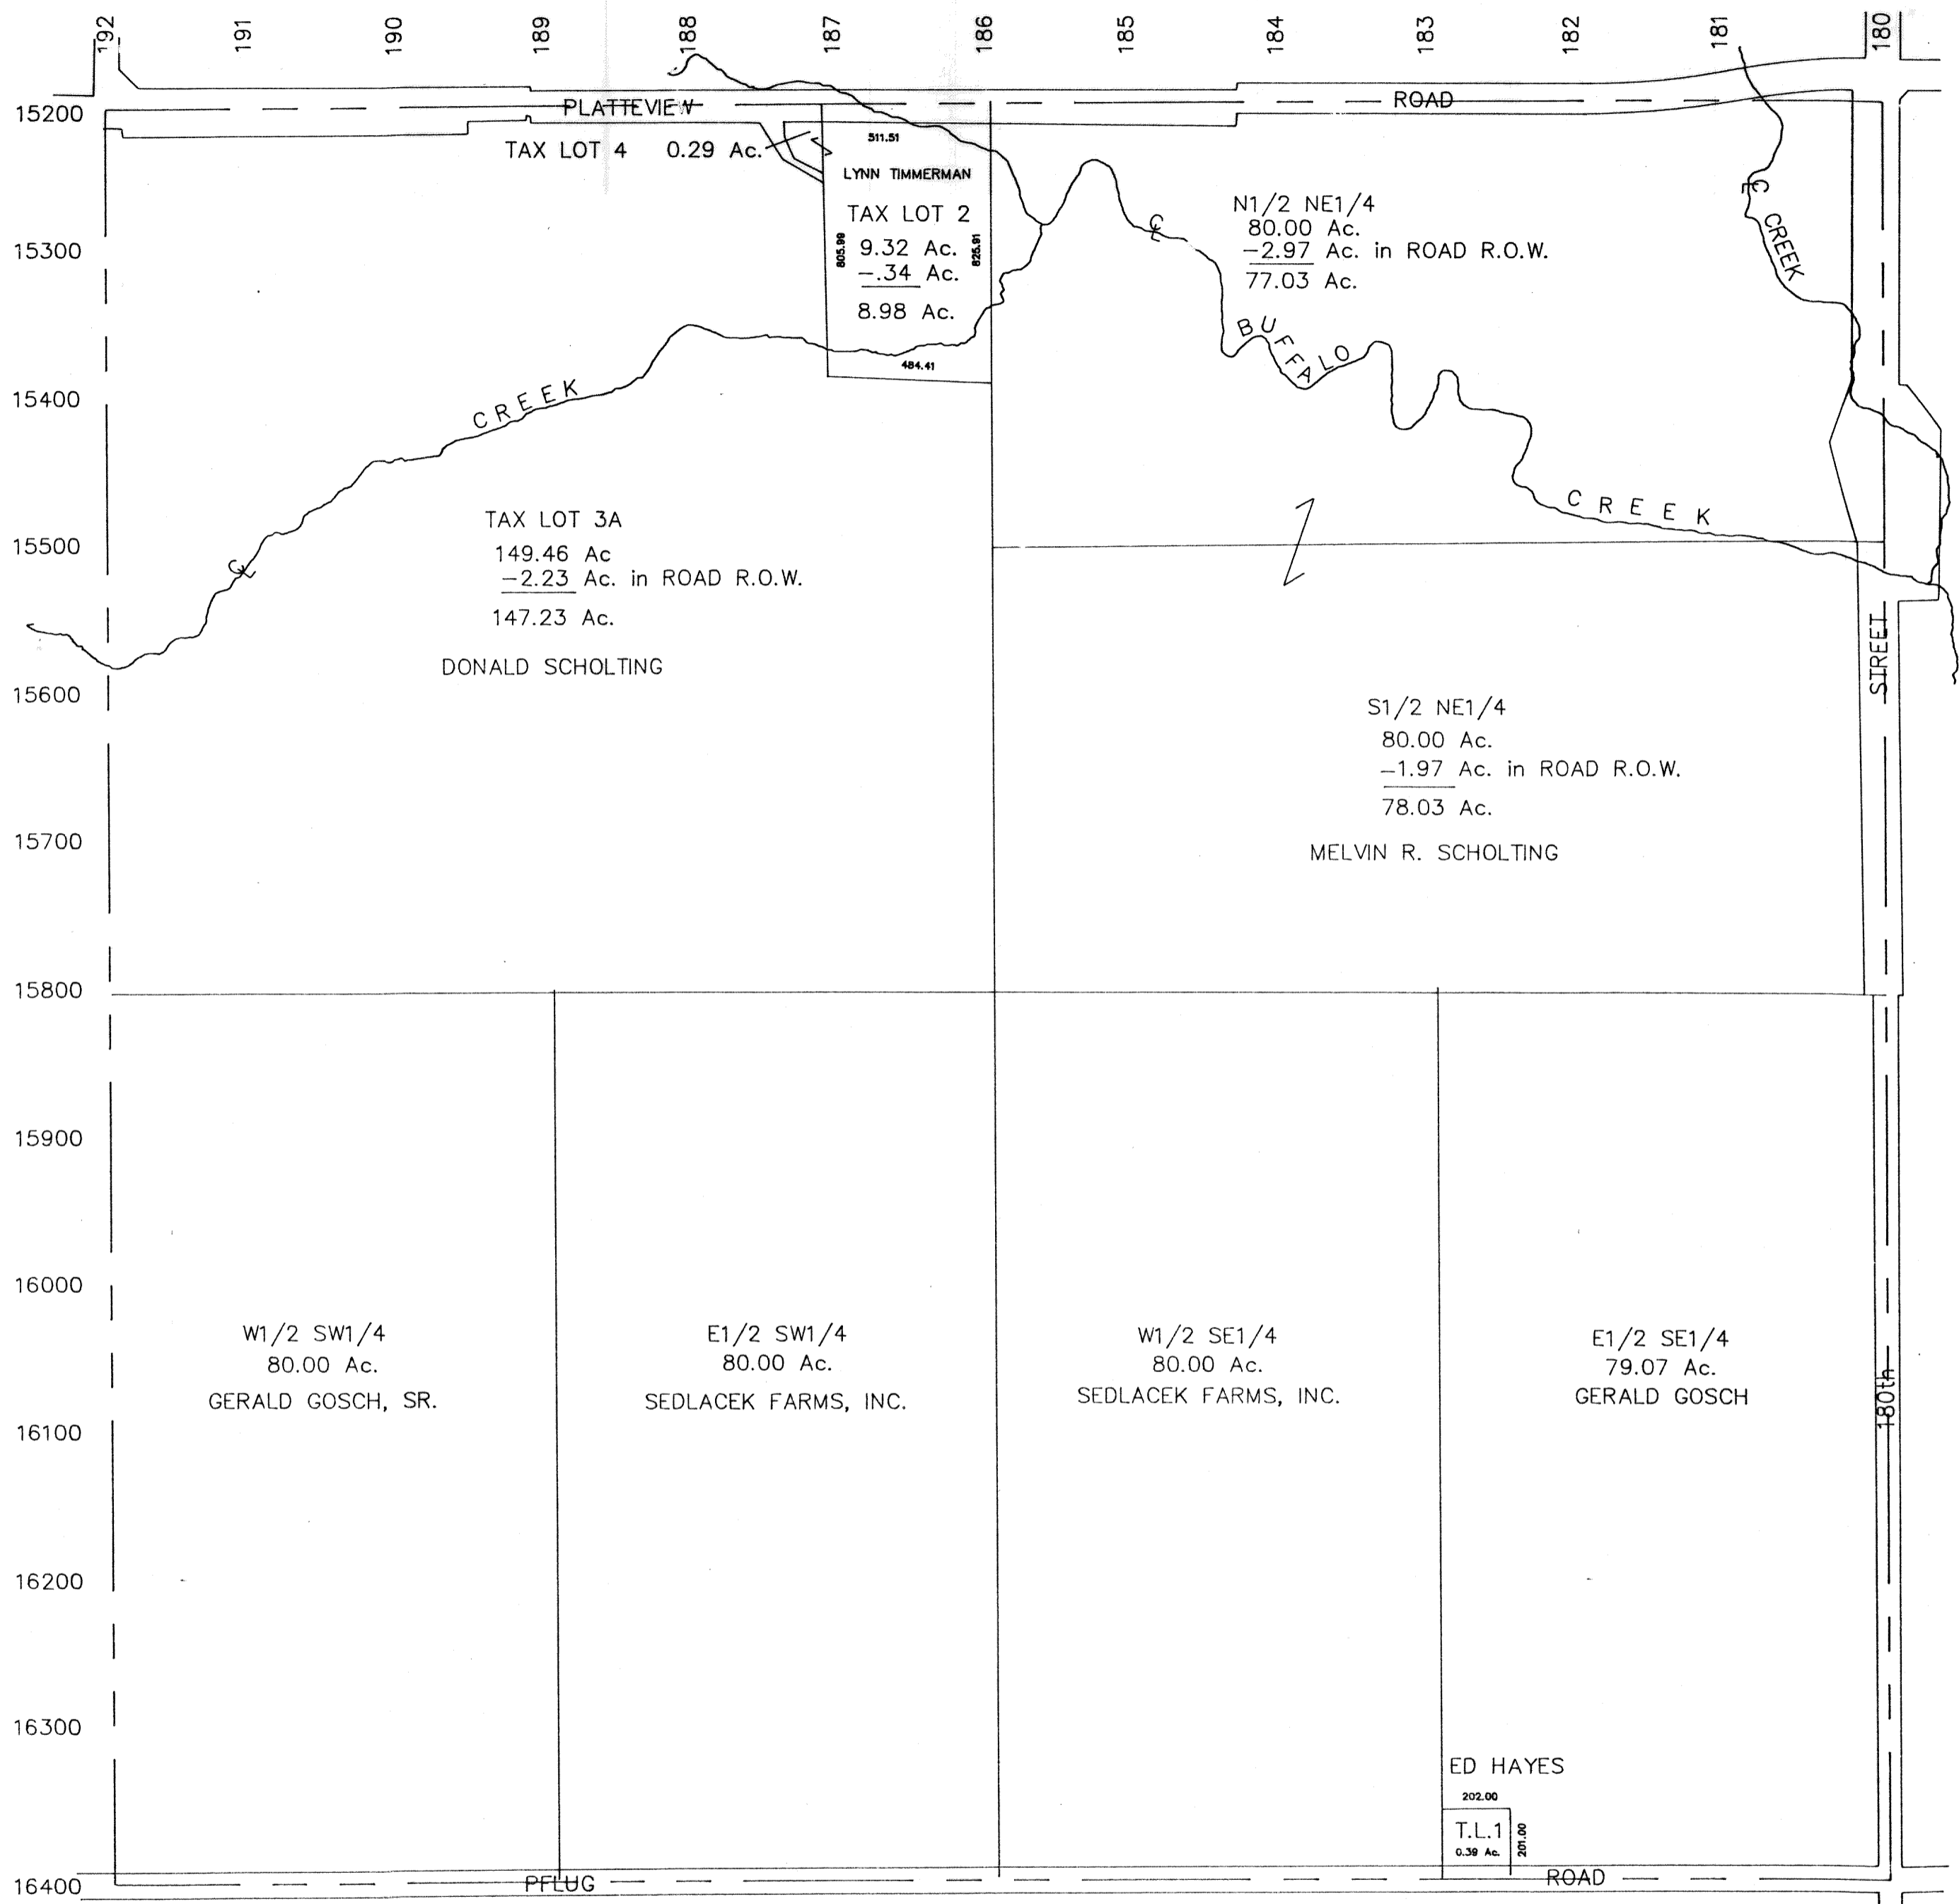 192 191 190 189 188 187 186 185 184 183 182 181 180
15200
15300
15400
15500
15600
15700
15800
15900
16000
16100
16200
16300
16400
PLATTEVIEW ROAD
TAX LOT 4 0.29 Ac.
511.51
LYNN TIMMERMAN
TAX LOT 2
9.32 Ac.
-.34 Ac.
8.98 Ac.
805.99
825.91
484.41
N1/2 NE1/4
80.00 Ac.
-2.97 Ac. in ROAD R.O.W.
77.03 Ac.
CL
CREEK
CL
BUFFALO
CREEK
CREEK
CL
TAX LOT 3A
149.46 Ac
-2.23 Ac. in ROAD R.O.W.
147.23 Ac.
DONALD SCHOLTING
S1/2 NE1/4
80.00 Ac.
-1.97 Ac. in ROAD R.O.W.
78.03 Ac.
MELVIN R. SCHOLTING
STREET
180th
W1/2 SW1/4
80.00 Ac.
GERALD GOSCH, SR.
E1/2 SW1/4
80.00 Ac.
SEDLACEK FARMS, INC.
W1/2 SE1/4
80.00 Ac.
SEDLACEK FARMS, INC.
E1/2 SE1/4
79.07 Ac.
GERALD GOSCH
ED HAYES
202.00
T.L.1
0.39 Ac.
201.00
PFLUG ROAD